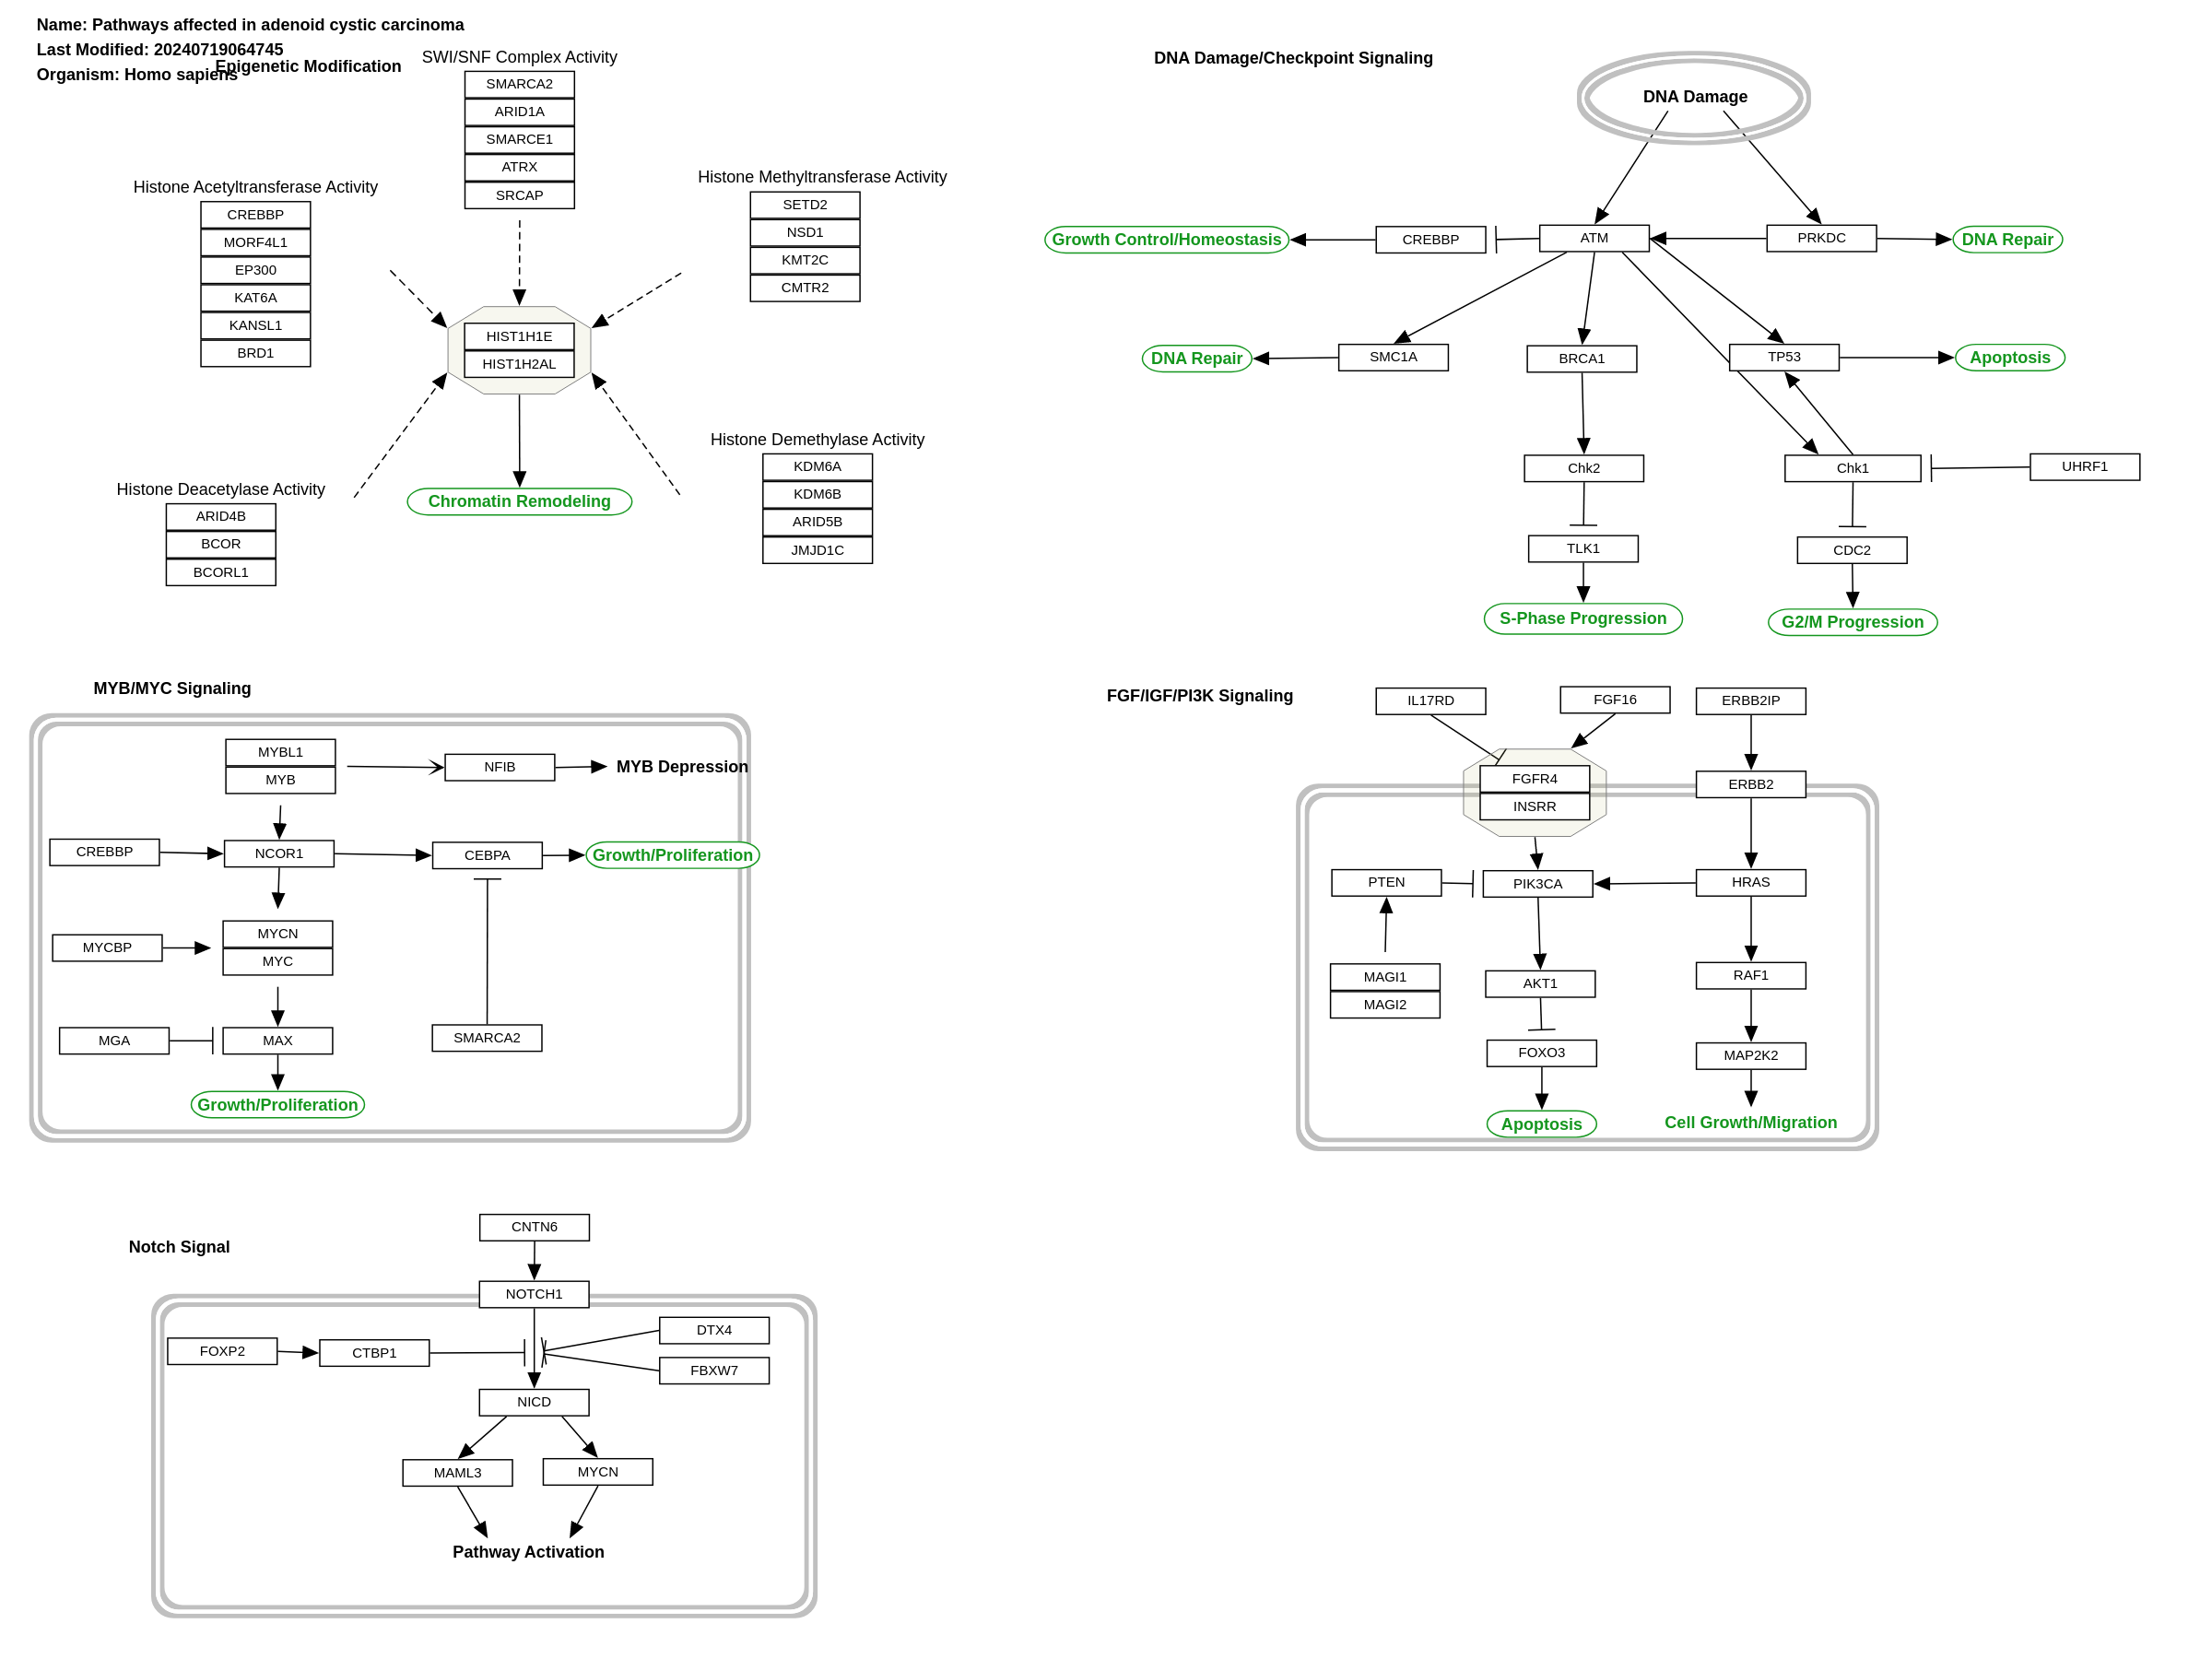 Name: Pathways affected in adenoid cystic carcinoma
Last Modified: 20240719064745
Organism: Homo sapiens
Epigenetic Modification
SWI/SNF Complex Activity
SMARCA2
ARID1A
SMARCE1
ATRX
SRCAP
Histone Acetyltransferase Activity
CREBBP
MORF4L1
EP300
KAT6A
KANSL1
BRD1
Histone Methyltransferase Activity
SETD2
NSD1
KMT2C
CMTR2
HIST1H1E
HIST1H2AL
Chromatin Remodeling
Histone Deacetylase Activity
ARID4B
BCOR
BCORL1
Histone Demethylase Activity
KDM6A
KDM6B
ARID5B
JMJD1C
DNA Damage/Checkpoint Signaling
DNA Damage
Growth Control/Homeostasis
CREBBP
ATM
PRKDC
DNA Repair
DNA Repair
SMC1A
BRCA1
TP53
Apoptosis
Chk2
Chk1
UHRF1
TLK1
CDC2
S-Phase Progression
G2/M Progression
MYB/MYC Signaling
MYBL1
MYB
NFIB
MYB Depression
CREBBP
NCOR1
CEBPA
Growth/Proliferation
MYCBP
MYCN
MYC
MGA
MAX
SMARCA2
Growth/Proliferation
FGF/IGF/PI3K Signaling
IL17RD
FGF16
ERBB2IP
FGFR4
INSRR
ERBB2
PTEN
PIK3CA
HRAS
MAGI1
MAGI2
AKT1
RAF1
FOXO3
MAP2K2
Apoptosis
Cell Growth/Migration
Notch Signal
CNTN6
NOTCH1
FOXP2
CTBP1
DTX4
FBXW7
NICD
MAML3
MYCN
Pathway Activation